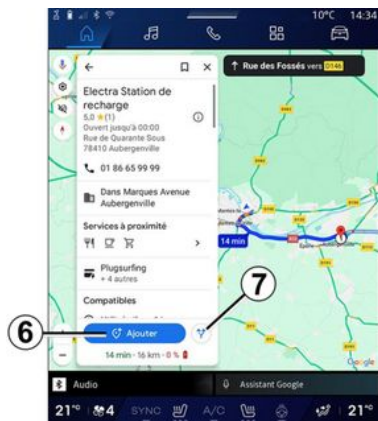 10°C 14:34
Rue des Fossés vers D146
Electra Station de
recharge
5,0 ★ (1)
Ouvert jusqu'à 00:00
Rue de Quarante Sous
78410 Aubergenville
01 86 65 99 99
Dans Marques Avenue
Aubergenville
Services à proximité
Plugsurfing
+ 4 autres
Compatibles
14 min
Épône
6
Ajouter
7
14 min · 16 km · 0 %
Google
Audio
Assistant Google
21°C 4 SYNC A/C 21°C